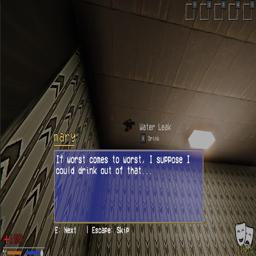 Water Leak
Drink
mary
If worst comes to worst, I suppose I
could drink out of that...
E: Next | Escape: Skip